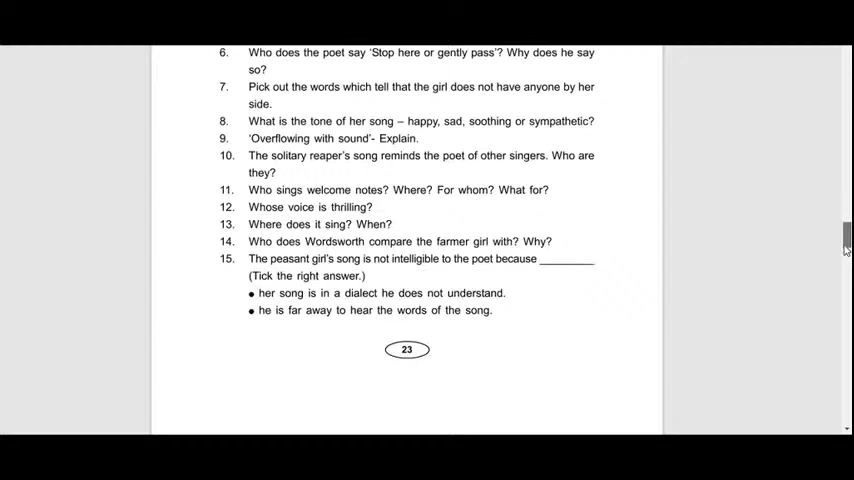 6. Who does the poet say ‘Stop here or gently pass’? Why does he say
so?
7. Pick out the words which tell that the girl does not have anyone by her
side.
8. What is the tone of her song – happy, sad, soothing or sympathetic?
9. ‘Overflowing with sound’- Explain.
10. The solitary reaper’s song reminds the poet of other singers. Who are
they?
11. Who sings welcome notes? Where? For whom? What for?
12. Whose voice is thrilling?
13. Where does it sing? When?
14. Who does Wordsworth compare the farmer girl with? Why?
15. The peasant girl’s song is not intelligible to the poet because _________
(Tick the right answer.)
● her song is in a dialect he does not understand.
● he is far away to hear the words of the song.
23